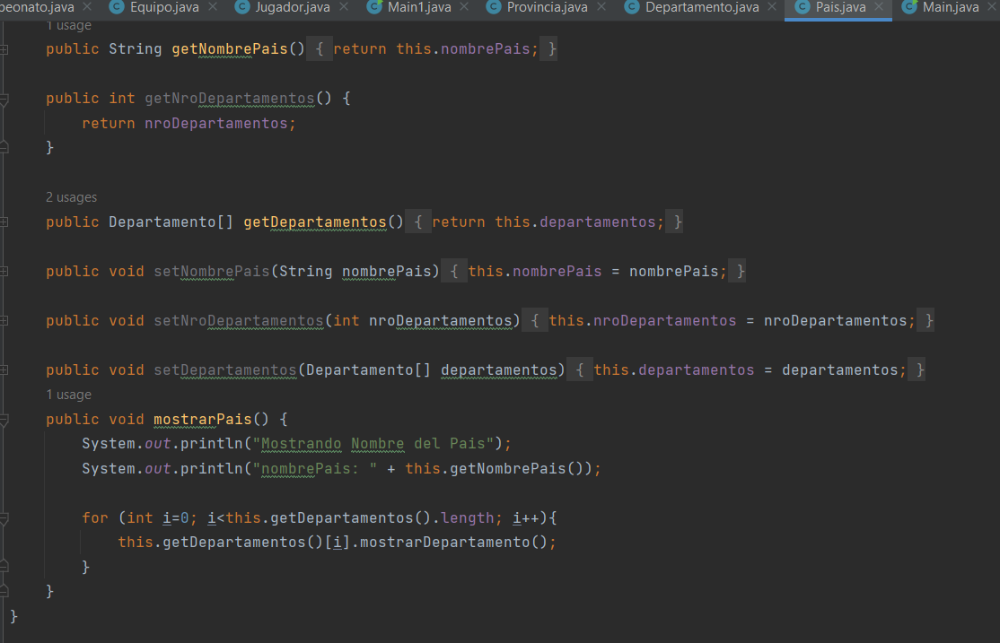 peonato.java Equipo.java Jugador.java Main1.java Provincia.java Departamento.java Pais.java Main.java
1 usage
public String getNombrePais() { return this.nombrePais; }
public int getNroDepartamentos() {
return nroDepartamentos;
}
2 usages
public Departamento[] getDepartamentos() { return this.departamentos; }
public void setNombrePais(String nombrePais) { this.nombrePais = nombrePais; }
public void setNroDepartamentos(int nroDepartamentos) { this.nroDepartamentos = nroDepartamentos; }
public void setDepartamentos(Departamento[] departamentos) { this.departamentos = departamentos; }
1 usage
public void mostrarPais() {
System.out.println("Mostrando Nombre del Pais");
System.out.println("nombrePais: " + this.getNombrePais());
for (int i=0; i<this.getDepartamentos().length; i++){
this.getDepartamentos()[i].mostrarDepartamento();
}
}
}